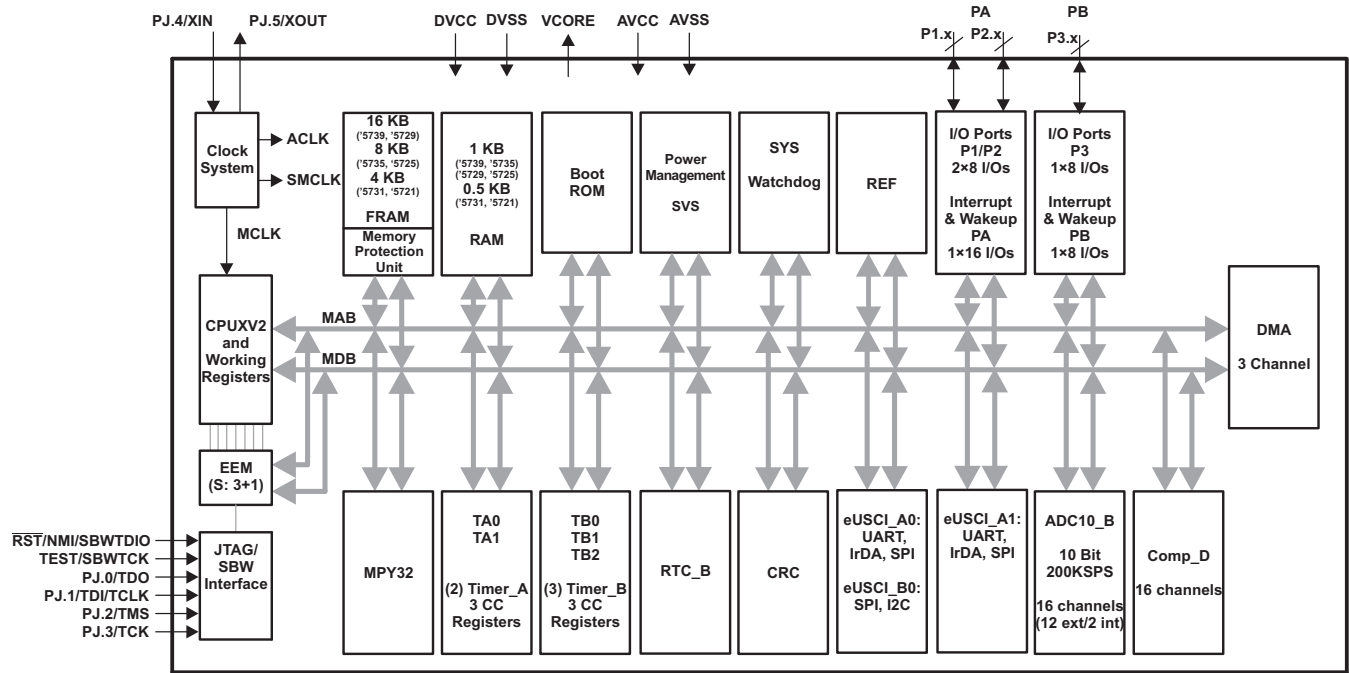 PJ.4/XIN
PJ.5/XOUT
DVCC
DVSS
VCORE
AVCC
AVSS
PA
P1.x
P2.x
PB
P3.x
Clock
System
ACLK
SMCLK
MCLK
16 KB
('5739, '5729)
8 KB
('5735, '5725)
4 KB
('5731, '5721)
FRAM
Memory
Protection
Unit
1 KB
('5739, '5735)
('5729, '5725)
0.5 KB
('5731, '5721)
RAM
Boot
ROM
Power
Management
SVS
SYS
Watchdog
REF
I/O Ports
P1/P2
2×8 I/Os
Interrupt
& Wakeup
PA
1×16 I/Os
I/O Ports
P3
1×8 I/Os
Interrupt
& Wakeup
PB
1×8 I/Os
CPUXV2
and
Working
Registers
MAB
MDB
DMA
3 Channel
EEM
(S: 3+1)
RST/NMI/SBWTDIO
TEST/SBWTCK
PJ.0/TDO
PJ.1/TDI/TCLK
PJ.2/TMS
PJ.3/TCK
JTAG/
SBW
Interface
MPY32
TA0
TA1
(2) Timer_A
3 CC
Registers
TB0
TB1
TB2
(3) Timer_B
3 CC
Registers
RTC_B
CRC
eUSCI_A0:
UART,
IrDA, SPI
eUSCI_B0:
SPI, I2C
eUSCI_A1:
UART,
IrDA, SPI
ADC10_B
10 Bit
200KSPS
16 channels
(12 ext/2 int)
Comp_D
16 channels